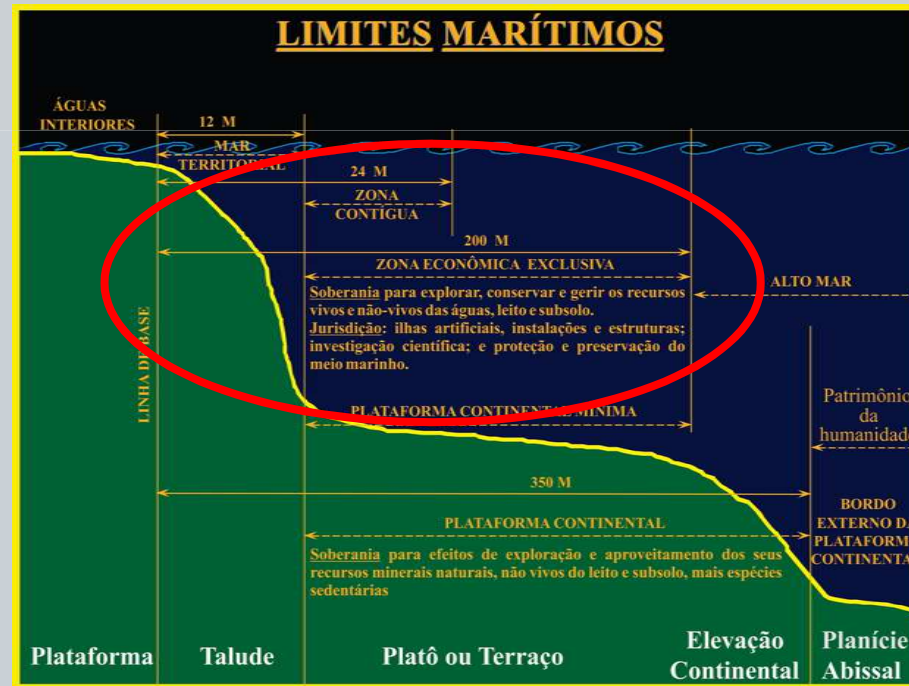 LIMITES MARÍTIMOS
ÁGUAS
INTERIORES
12 M
MAR
TERRITORIAL
24 M
ZONA
CONTÍGUA
200 M
ZONA ECONÔMICA EXCLUSIVA
Soberania para explorar, conservar e gerir os recursos
vivos e não-vivos das águas, leito e subsolo.
Jurisdição: ilhas artificiais, instalações e estruturas;
investigação científica; e proteção e preservação do
meio marinho.
ALTO MAR
LINHA DE BASE
PLATAFORMA CONTINENTAL MÍNIMA
Patrimônio
da
humanidad
350 M
PLATAFORMA CONTINENTAL
Soberania para efeitos de exploração e aproveitamento dos seus
recursos minerais naturais, não vivos do leito e subsolo, mais espécies
sedentárias
BORDO
EXTERNO DA
PLATAFORM
CONTINENTA
Plataforma
Talude
Platô ou Terraço
Elevação
Continental
Planície
Abissal